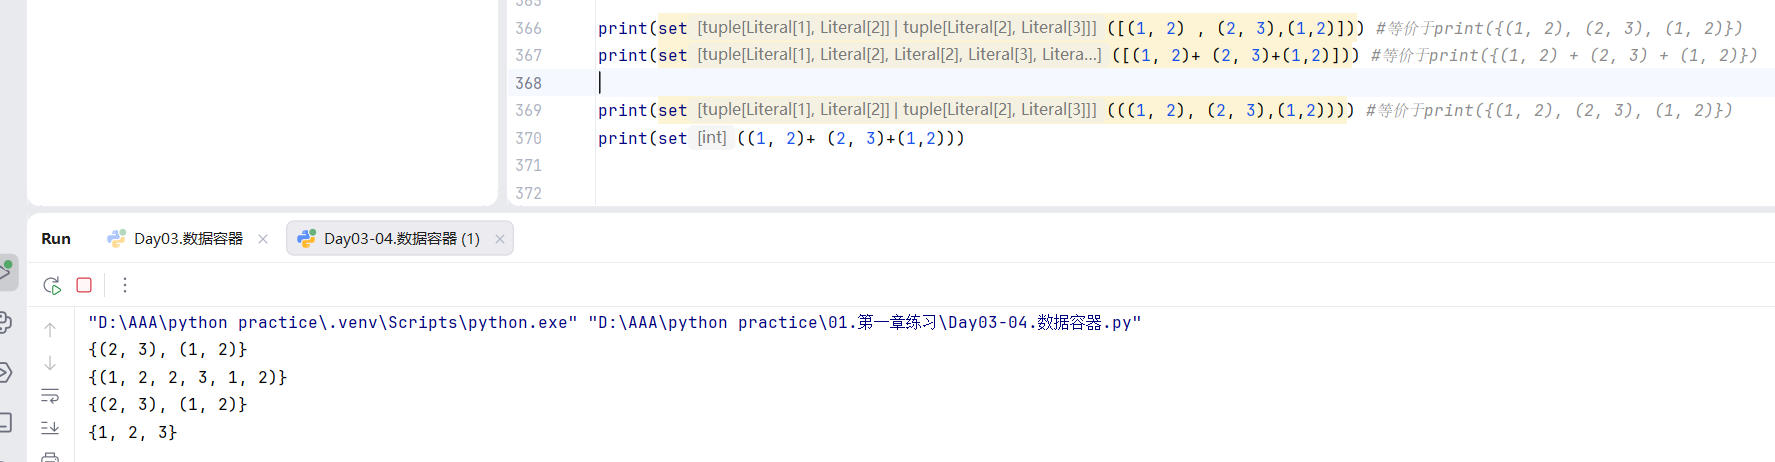 365
366 print(set [tuple[Literal[1], Literal[2]] | tuple[Literal[2], Literal[3]]] ([(1, 2) , (2, 3),(1,2)])) #等价于print({(1, 2), (2, 3), (1, 2)})
367 print(set [tuple[Literal[1], Literal[2], Literal[2], Literal[3], Litera...] ([(1, 2)+ (2, 3)+(1,2)])) #等价于print({(1, 2) + (2, 3) + (1, 2)})
368
369 print(set [tuple[Literal[1], Literal[2]] | tuple[Literal[2], Literal[3]]] (((1, 2), (2, 3),(1,2)))) #等价于print({(1, 2), (2, 3), (1, 2)})
370 print(set [int] ((1, 2)+ (2, 3)+(1,2)))
371
372
Run Day03.数据容器 × Day03-04.数据容器 (1) ×
"D:\AAA\python practice\.venv\Scripts\python.exe" "D:\AAA\python practice\01.第一章练习\Day03-04.数据容器.py"
{(2, 3), (1, 2)}
{(1, 2, 2, 3, 1, 2)}
{(2, 3), (1, 2)}
{1, 2, 3}